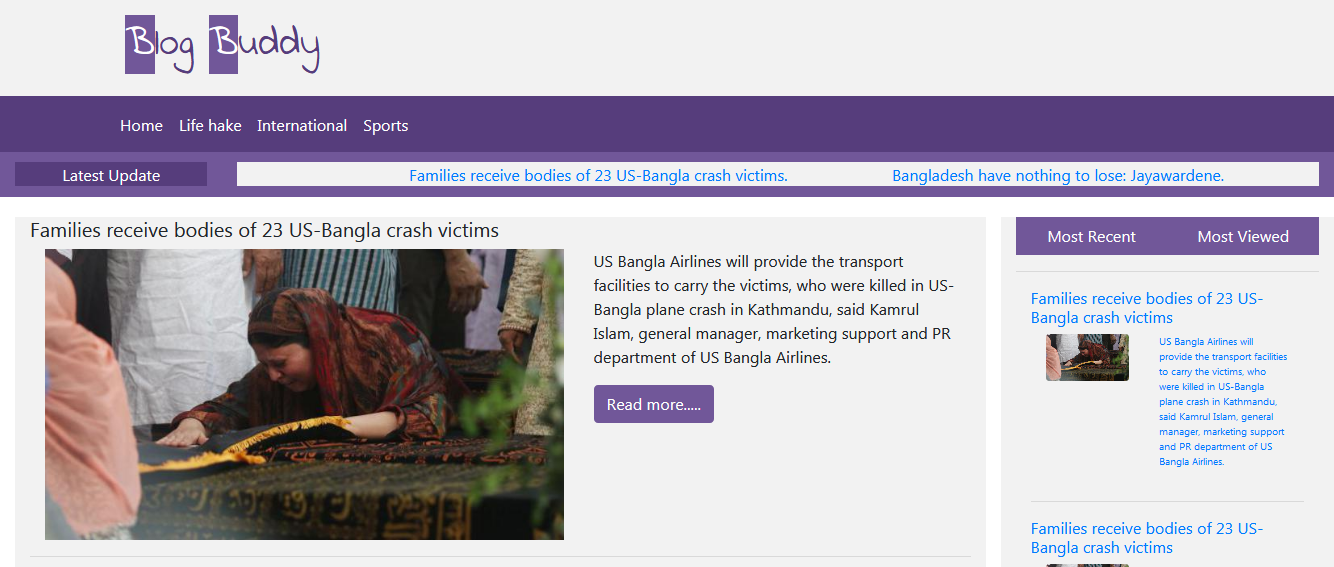 Blog Buddy
Home Life hake International Sports
Latest Update
Families receive bodies of 23 US-Bangla crash victims. Bangladesh have nothing to lose: Jayawardene.
Families receive bodies of 23 US-Bangla crash victims
US Bangla Airlines will provide the transport
facilities to carry the victims, who were killed in US-
Bangla plane crash in Kathmandu, said Kamrul
Islam, general manager, marketing support and PR
department of US Bangla Airlines.
Read more.....
Most Recent Most Viewed
Families receive bodies of 23 US-
Bangla crash victims
US Bangla Airlines will
provide the transport facilities
to carry the victims, who
were killed in US-Bangla
plane crash in Kathmandu,
said Kamrul Islam, general
manager, marketing support
and PR department of US
Bangla Airlines.
Families receive bodies of 23 US-
Bangla crash victims